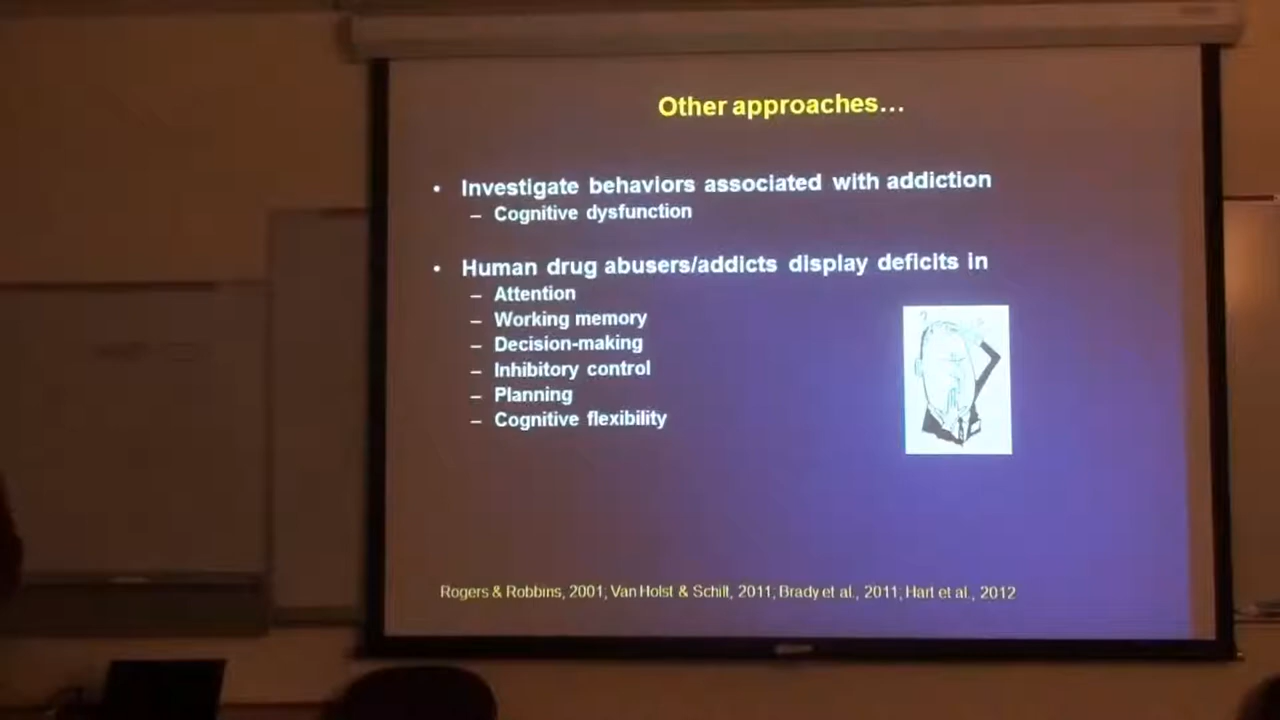 Other approaches…
• Investigate behaviors associated with addiction
– Cognitive dysfunction
• Human drug abusers/addicts display deficits in
– Attention
– Working memory
– Decision-making
– Inhibitory control
– Planning
– Cognitive flexibility
Rogers & Robbins, 2001; Van Holst & Schilt, 2011; Brady et al., 2011; Hart et al., 2012